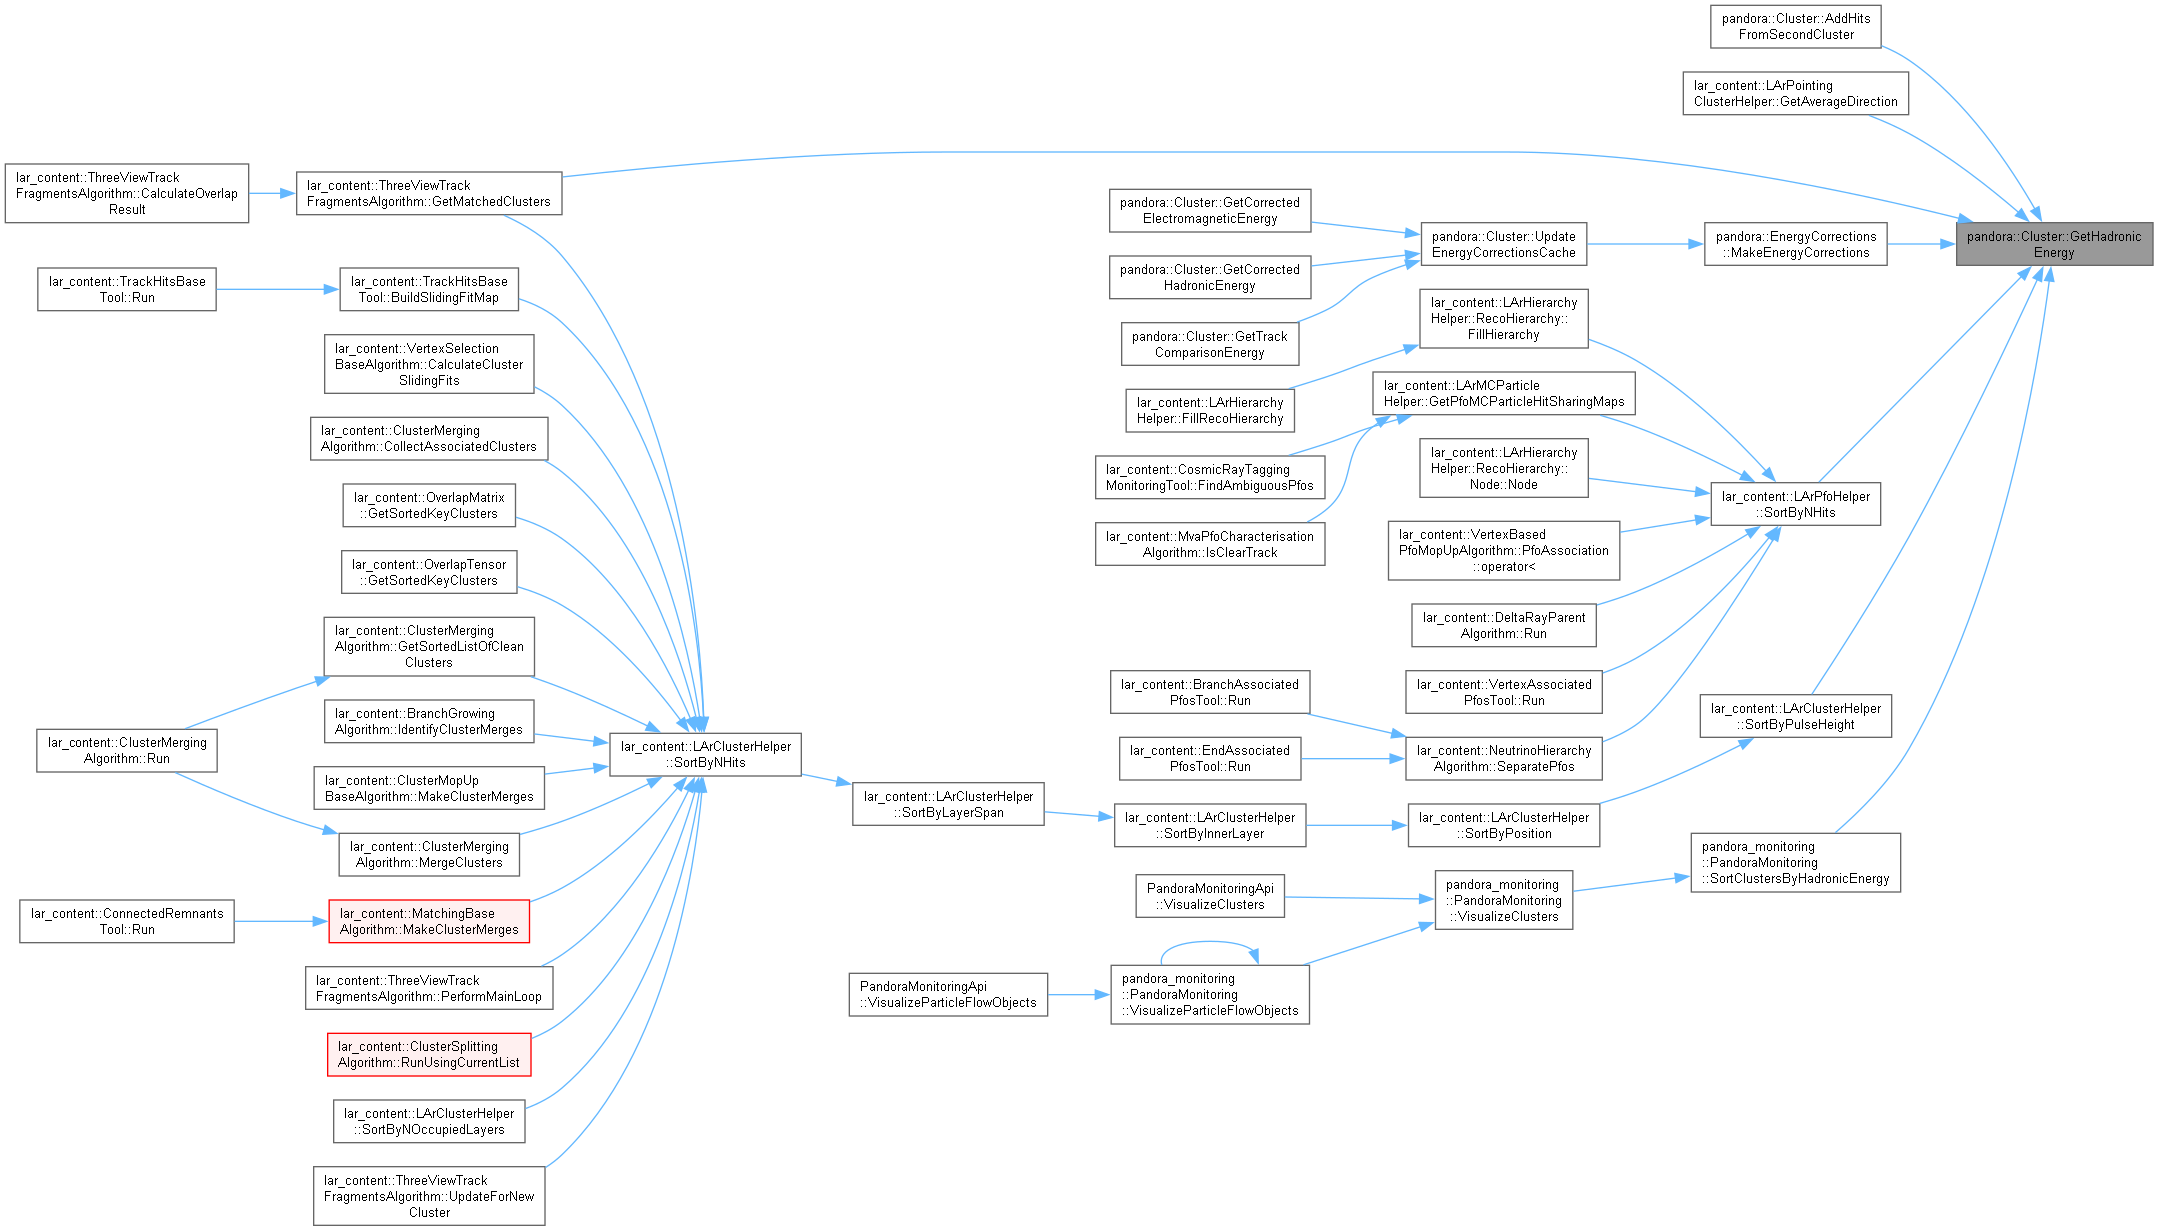 pandora::Cluster::AddHits
FromSecondCluster
lar_content::LArPointing
ClusterHelper::GetAverageDirection
lar_content::ThreeViewTrack
FragmentsAlgorithm::CalculateOverlap
Result
lar_content::ThreeViewTrack
FragmentsAlgorithm::GetMatchedClusters
pandora::Cluster::GetCorrected
ElectromagneticEnergy
pandora::Cluster::Update
EnergyCorrectionsCache
pandora::EnergyCorrections
::MakeEnergyCorrections
pandora::Cluster::GetHadronic
Energy
lar_content::TrackHitsBase
Tool::Run
lar_content::TrackHitsBase
Tool::BuildSlidingFitMap
pandora::Cluster::GetCorrected
HadronicEnergy
lar_content::LArHierarchy
Helper::RecoHierarchy::
FillHierarchy
pandora::Cluster::GetTrack
ComparisonEnergy
lar_content::VertexSelection
BaseAlgorithm::CalculateCluster
SlidingFits
lar_content::LArMCParticle
Helper::GetPfoMCParticleHitSharingMaps
lar_content::LArHierarchy
Helper::FillRecoHierarchy
lar_content::ClusterMerging
Algorithm::CollectAssociatedClusters
lar_content::LArHierarchy
Helper::RecoHierarchy::
Node::Node
lar_content::CosmicRayTagging
MonitoringTool::FindAmbiguousPfos
lar_content::OverlapMatrix
::GetSortedKeyClusters
lar_content::LArPfoHelper
::SortByNHits
lar_content::MvaPfoCharacterisation
Algorithm::IsClearTrack
lar_content::VertexBased
PfoMopUpAlgorithm::PfoAssociation
::operator<
lar_content::OverlapTensor
::GetSortedKeyClusters
lar_content::DeltaRayParent
Algorithm::Run
lar_content::ClusterMerging
Algorithm::GetSortedListOfClean
Clusters
lar_content::BranchAssociated
PfosTool::Run
lar_content::VertexAssociated
PfosTool::Run
lar_content::LArClusterHelper
::SortByPulseHeight
lar_content::BranchGrowing
Algorithm::IdentifyClusterMerges
lar_content::ClusterMerging
Algorithm::Run
lar_content::LArClusterHelper
::SortByNHits
lar_content::EndAssociated
PfosTool::Run
lar_content::NeutrinoHierarchy
Algorithm::SeparatePfos
lar_content::ClusterMopUp
BaseAlgorithm::MakeClusterMerges
lar_content::LArClusterHelper
::SortByLayerSpan
lar_content::LArClusterHelper
::SortByInnerLayer
lar_content::LArClusterHelper
::SortByPosition
lar_content::ClusterMerging
Algorithm::MergeClusters
pandora_monitoring
::PandoraMonitoring
::SortClustersByHadronicEnergy
PandoraMonitoringApi
::VisualizeClusters
pandora_monitoring
::PandoraMonitoring
::VisualizeClusters
lar_content::ConnectedRemnants
Tool::Run
lar_content::MatchingBase
Algorithm::MakeClusterMerges
lar_content::ThreeViewTrack
FragmentsAlgorithm::PerformMainLoop
PandoraMonitoringApi
::VisualizeParticleFlowObjects
pandora_monitoring
::PandoraMonitoring
::VisualizeParticleFlowObjects
lar_content::ClusterSplitting
Algorithm::RunUsingCurrentList
lar_content::LArClusterHelper
::SortByNOccupiedLayers
lar_content::ThreeViewTrack
FragmentsAlgorithm::UpdateForNew
Cluster